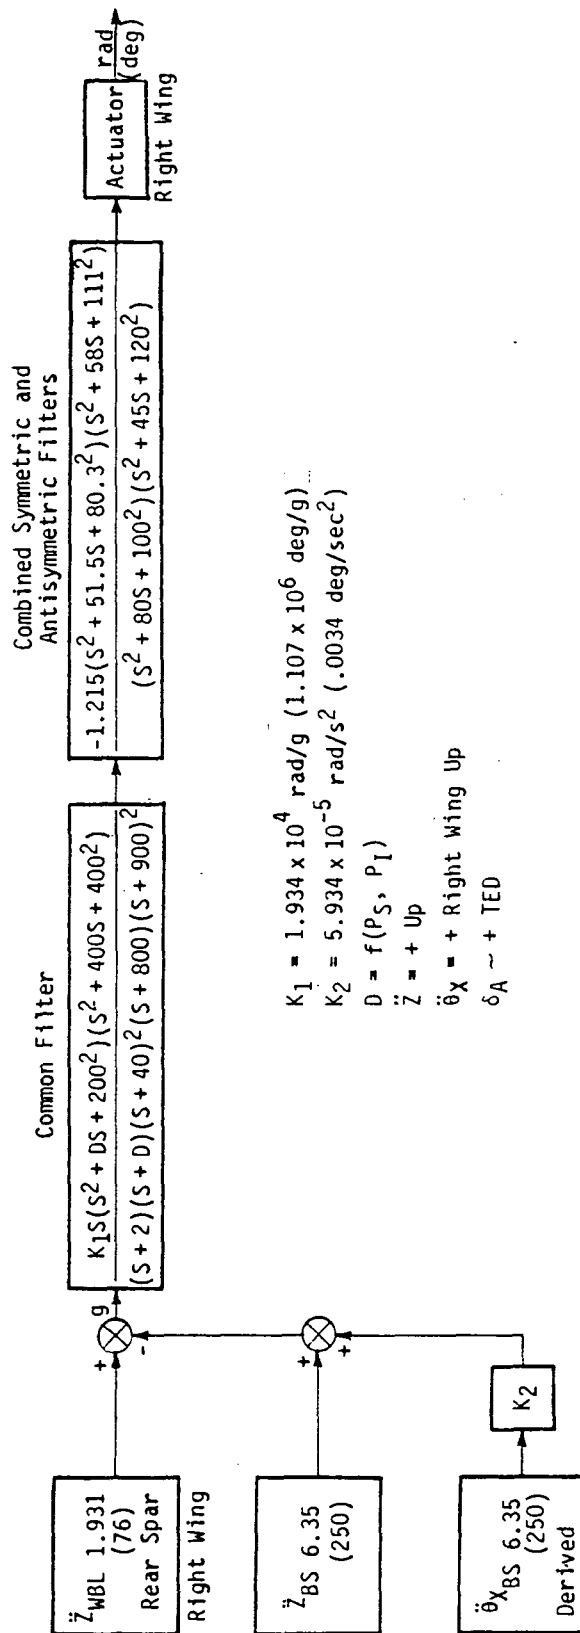 Z̈WBL 1.931
(76)
Rear Spar
Right Wing
Z̈BS 6.35
(250)
θ̈XBS 6.35
(250)
Derived
K2
+
-
+
+
g
Common Filter
K1S(S² + DS + 200²)(S² + 400S + 400²)
(S + 2)(S + D)(S + 40)²(S + 800)(S + 900)²
Combined Symmetric and
Antisymmetric Filters
-1.215(S² + 51.5S + 80.3²)(S² + 58S + 111²)
(S² + 80S + 100²)(S² + 45S + 120²)
Actuator
Right Wing
rad
(deg)
K1 = 1.934 x 10⁴ rad/g (1.107 x 10⁶ deg/g)
K2 = 5.934 x 10⁻⁵ rad/s² (.0034 deg/sec²)
D = f(PS, PI)
Z̈ = + Up
θ̈X = + Right Wing Up
δA ~ + TED